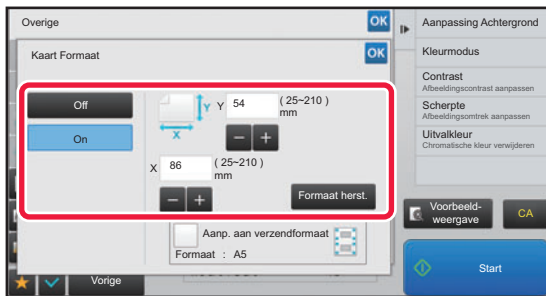 Overige
OK
Kaart Formaat
OK
Off
On
Y
X
Y 54 (25~210)
mm
X 86 (25~210)
mm
Formaat herst.
Aanp. aan verzendformaat
Formaat : A5
Vorige
Aanpassing Achtergrond
Kleurmodus
Contrast
Afbeeldingscontrast aanpassen
Scherpte
Afbeeldingsomtrek aanpassen
Uitvalkleur
Chromatische kleur verwijderen
Voorbeeld-
weergave
CA
Start